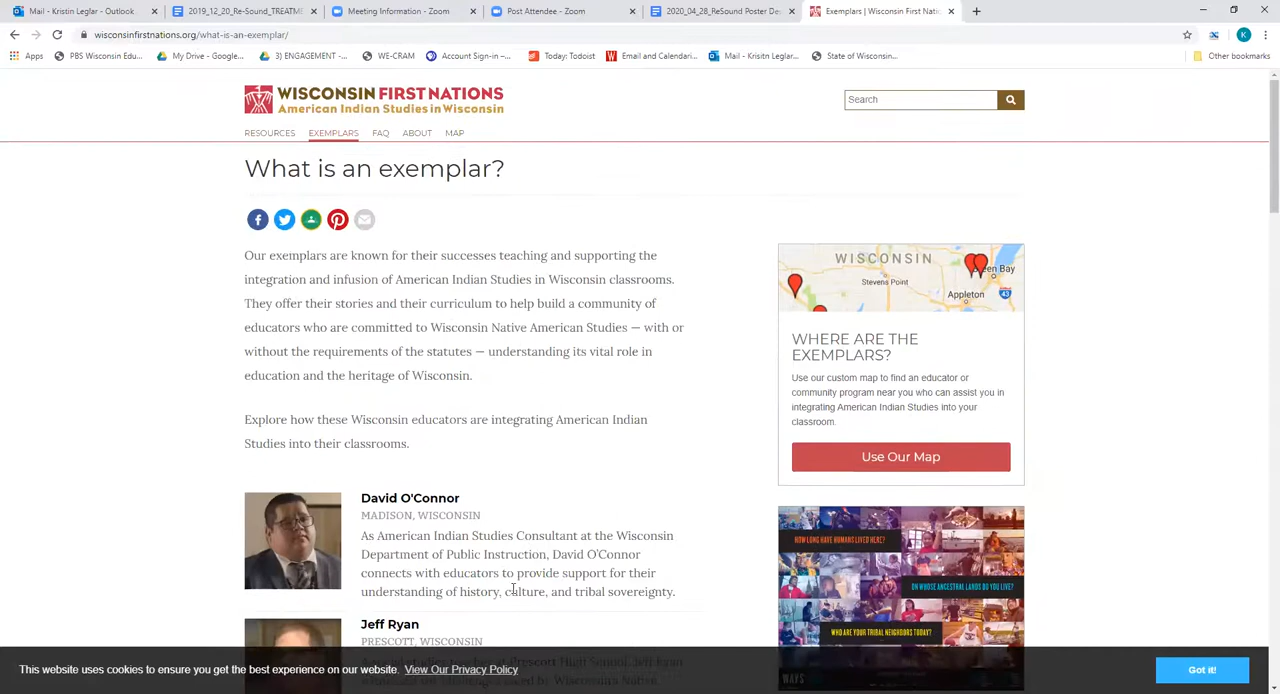 Mail - Kristin Leglar - Outlook
2019_12_20_Re-Sound_TREATME
Meeting Information - Zoom
Post Attendee - Zoom
2020_04_28_ReSound Poster De
Exemplars | Wisconsin First Natio
wisconsinfirstnations.org/what-is-an-exemplar/
K
Apps
PBS Wisconsin Edu...
My Drive - Google...
3) ENGAGEMENT -...
WE-CRAM
Account Sign-in –...
Today: Todoist
Email and Calendari...
Mail - Krisitn Leglar...
State of Wisconsin...
Other bookmarks
WISCONSIN FIRST NATIONS
American Indian Studies in Wisconsin
Search
RESOURCES EXEMPLARS FAQ ABOUT MAP
What is an exemplar?
Our exemplars are known for their successes teaching and supporting the
integration and infusion of American Indian Studies in Wisconsin classrooms.
They offer their stories and their curriculum to help build a community of
educators who are committed to Wisconsin Native American Studies — with or
without the requirements of the statutes — understanding its vital role in
education and the heritage of Wisconsin.
Explore how these Wisconsin educators are integrating American Indian
Studies into their classrooms.
David O'Connor
MADISON, WISCONSIN
As American Indian Studies Consultant at the Wisconsin
Department of Public Instruction, David O'Connor
connects with educators to provide support for their
understanding of history, culture, and tribal sovereignty.
Jeff Ryan
PRESCOTT, WISCONSIN
WISCONSIN
Green Bay
Stevens Point
Appleton
43
WHERE ARE THE
EXEMPLARS?
Use our custom map to find an educator or
community program near you who can assist you in
integrating American Indian Studies into your
classroom.
Use Our Map
HOW LONG HAVE HUMANS LIVED HERE?
ON WHOSE ANCESTRAL LANDS DO YOU LIVE?
WHO ARE YOUR TRIBAL NEIGHBORS TODAY?
WAYS
This website uses cookies to ensure you get the best experience on our website. View Our Privacy Policy
Got it!